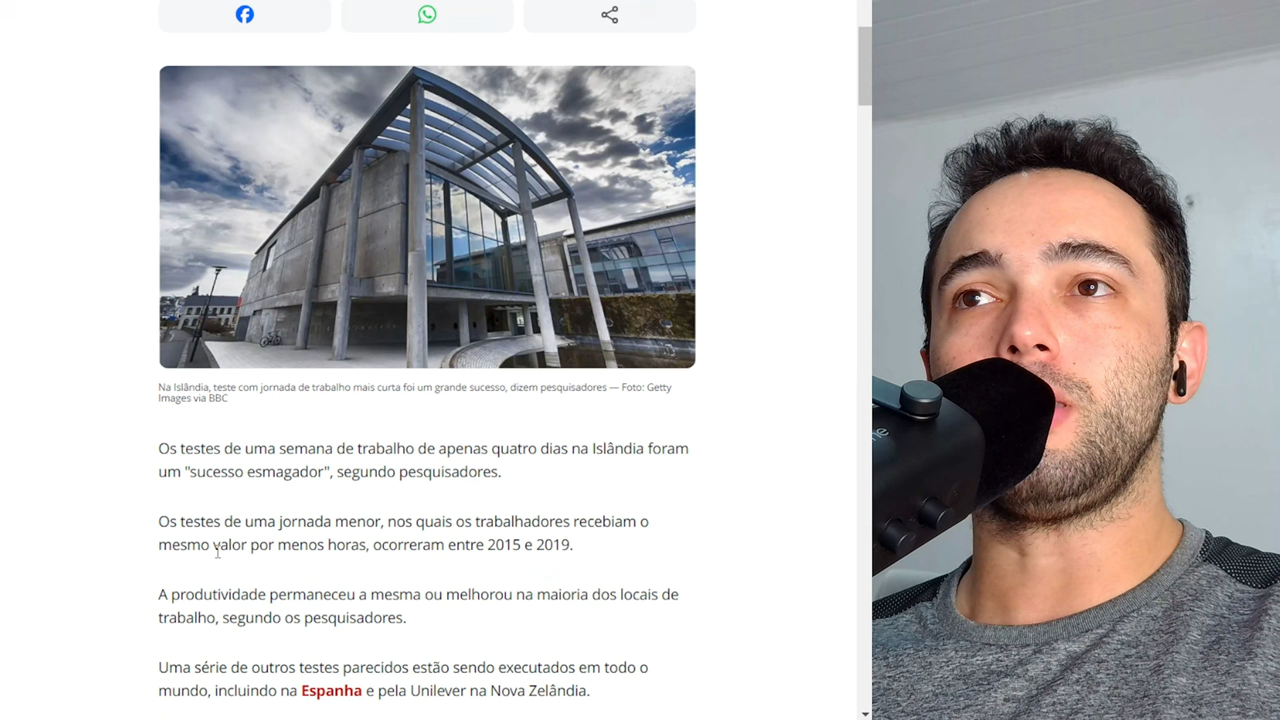 Na Islândia, teste com jornada de trabalho mais curta foi um grande sucesso, dizem pesquisadores — Foto: Getty
Images via BBC
Os testes de uma semana de trabalho de apenas quatro dias na Islândia foram
um "sucesso esmagador", segundo pesquisadores.
Os testes de uma jornada menor, nos quais os trabalhadores recebiam o
mesmo valor por menos horas, ocorreram entre 2015 e 2019.
A produtividade permaneceu a mesma ou melhorou na maioria dos locais de
trabalho, segundo os pesquisadores.
Uma série de outros testes parecidos estão sendo executados em todo o
mundo, incluindo na Espanha e pela Unilever na Nova Zelândia.